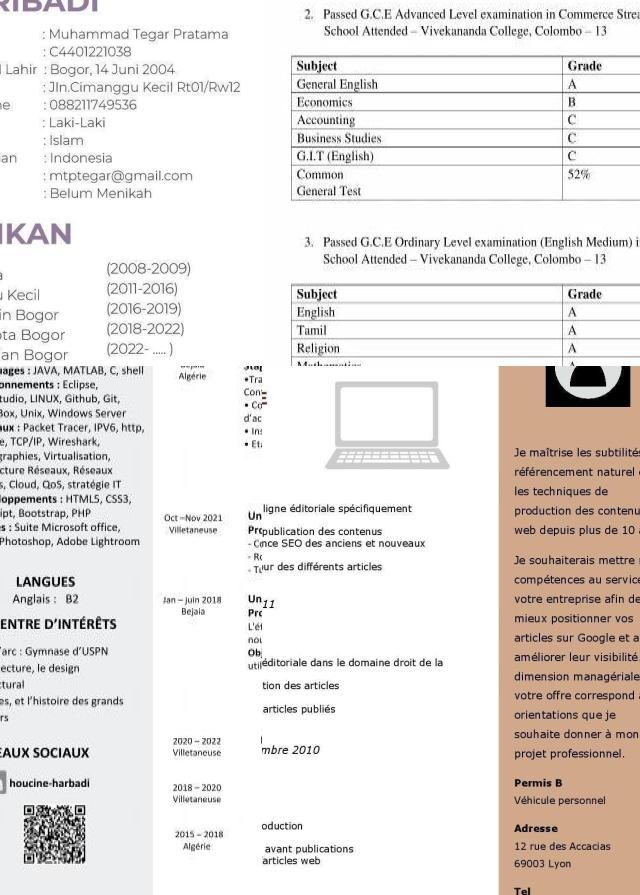 RIBADI
: Muhammad Tegar Pratama
: C4401221038
Lahir : Bogor, 14 Juni 2004
: Jln.Cimanggu Kecil Rt01/Rw12
: 088211749536
: Laki-Laki
: Islam
an : Indonesia
: mtptegar@gmail.com
: Belum Menikah
IKAN
(2008-2009)
u Kecil (2011-2016)
in Bogor (2016-2019)
ota Bogor (2018-2022)
ian Bogor (2022- ..... )
2. Passed G.C.E Advanced Level examination in Commerce Strea
School Attended – Vivekananda College, Colombo – 13
Subject Grade
General English A
Economics B
Accounting C
Business Studies C
G.I.T (English) C
Common 52%
General Test
3. Passed G.C.E Ordinary Level examination (English Medium) i
School Attended – Vivekananda College, Colombo – 13
Subject Grade
English A
Tamil A
Religion A
uages : JAVA, MATLAB, C, shell
onnements : Eclipse,
tudio, LINUX, Github, Git,
Box, Unix, Windows Server
aux : Packet Tracer, IPV6, http,
e, TCP/IP, Wireshark,
graphies, Virtualisation,
cture Réseaux, Réseaux
s, Cloud, QoS, stratégie IT
loppements : HTML5, CSS3,
ipt, Bootstrap, PHP
es : Suite Microsoft office,
Photoshop, Adobe Lightroom
LANGUES
Anglais : B2
ENTRE D'INTÉRÊTS
'arc : Gymnase d'USPN
ecture, le design
ctural
es, et l'histoire des grands
rs
EAUX SOCIAUX
houcine-harbadi
Algérie
•Tra
Con
• Co
d'ac
• In
• Et
Oct –Nov 2021
Villetaneuse
Un
Pro
Jan – juin 2018
Bejaia
Un
Pro
L'ét
nou
Obj
util
2020 – 2022
Villetaneuse
2018 – 2020
Villetaneuse
2015 – 2018
Algérie
ligne éditoriale spécifiquement
publication des contenus
nce SEO des anciens et nouveaux
ur des différents articles
11
éditoriale dans le domaine droit de la
tion des articles
articles publiés
mbre 2010
oduction
avant publications
articles web
Je maîtrise les subtilités
référencement naturel
les techniques de
production des contenu
web depuis plus de 10 a
Je souhaiterais mettre
compétences au service
votre entreprise afin de
mieux positionner vos
articles sur Google et a
améliorer leur visibilité.
dimension managériale
votre offre correspond
orientations que je
souhaite donner à mon
projet professionnel.
Permis B
Véhicule personnel
Adresse
12 rue des Accacias
69003 Lyon
Tel